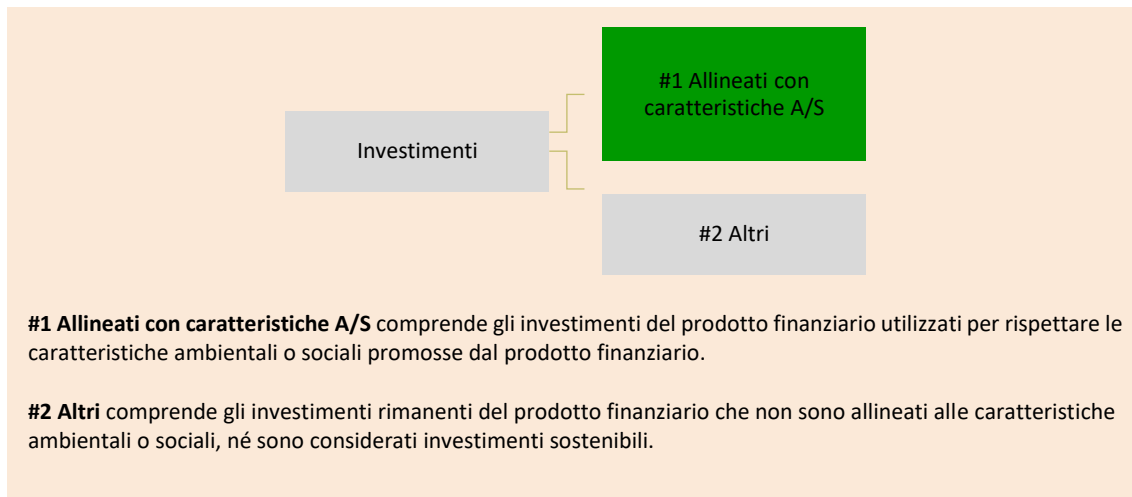 #1 Allineati con
caratteristiche A/S
Investimenti
#2 Altri
#1 Allineati con caratteristiche A/S comprende gli investimenti del prodotto finanziario utilizzati per rispettare le
caratteristiche ambientali o sociali promosse dal prodotto finanziario.
#2 Altri comprende gli investimenti rimanenti del prodotto finanziario che non sono allineati alle caratteristiche
ambientali o sociali, né sono considerati investimenti sostenibili.